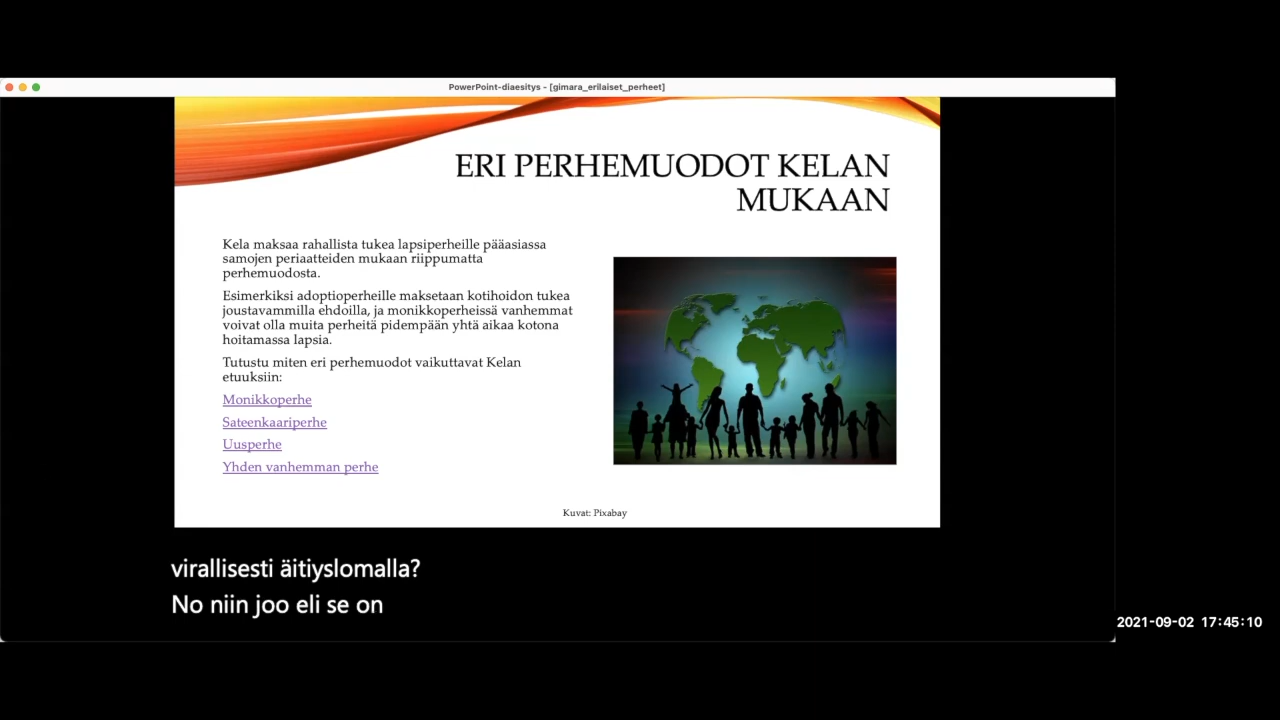 PowerPoint-diaesitys - [gimara_erilaiset_perheet]
ERI PERHEMUODOT KELAN
MUKAAN
Kela maksaa rahallista tukea lapsiperheille pääasiassa
samojen periaatteiden mukaan riippumatta
perhemuodosta.
Esimerkiksi adoptioperheille maksetaan kotihoidon tukea
joustavammilla ehdoilla, ja monikkoperheissä vanhemmat
voivat olla muita perheitä pidempään yhtä aikaa kotona
hoitamassa lapsia.
Tutustu miten eri perhemuodot vaikuttavat Kelan
etuuksiin:
Monikkoperhe
Sateenkaariperhe
Uusperhe
Yhden vanhemman perhe
Kuvat: Pixabay
virallisesti äitiyslomalla?
No niin joo eli se on
2021-09-02 17:45:10